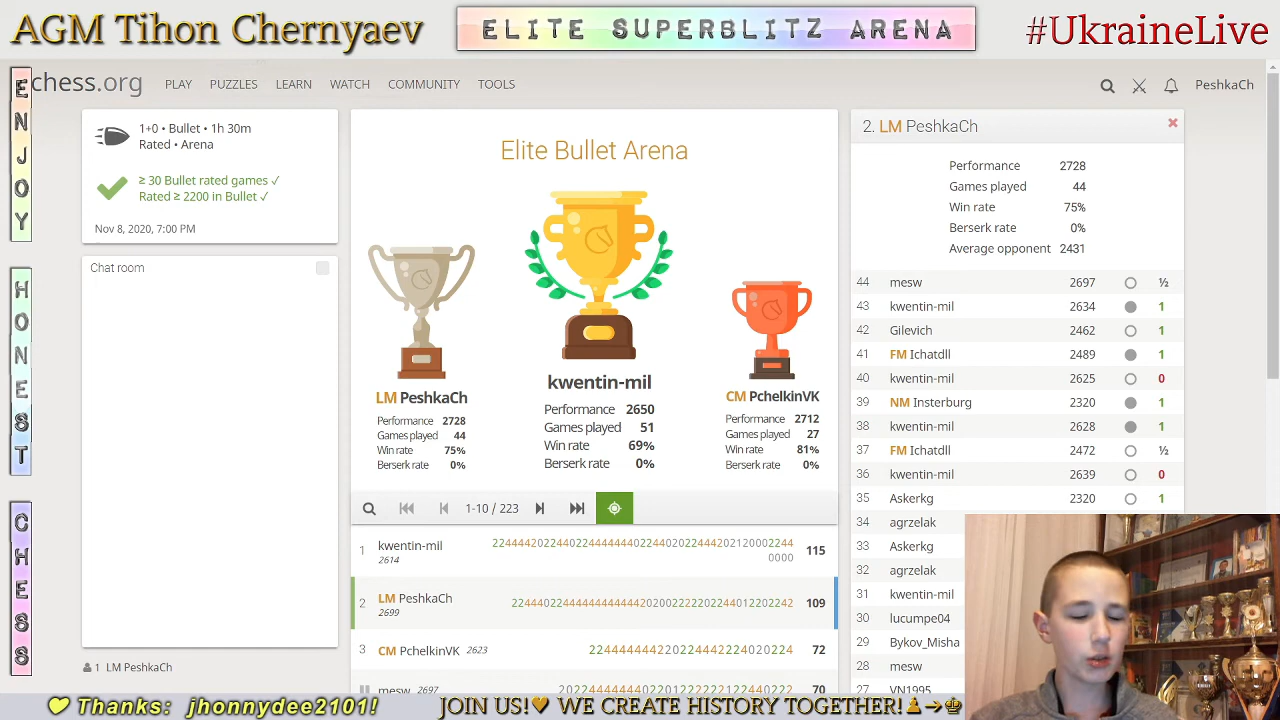 AGM Tihon Chernyaev
ELITE SUPERBLITZ ARENA
#UkraineLive
ENJOY
HONEST
CHESS
chess.org PLAY PUZZLES LEARN WATCH COMMUNITY TOOLS PeshkaCh
1+0 • Bullet • 1h 30m
Rated • Arena
≥ 30 Bullet rated games ✓
Rated ≥ 2200 in Bullet ✓
Nov 8, 2020, 7:00 PM
Chat room
1 LM PeshkaCh
Elite Bullet Arena
LM PeshkaCh
Performance 2728
Games played 44
Win rate 75%
Berserk rate 0%
kwentin-mil
Performance 2650
Games played 51
Win rate 69%
Berserk rate 0%
CM PchelkinVK
Performance 2712
Games played 27
Win rate 81%
Berserk rate 0%
1-10 / 223
1 kwentin-mil 115
2614
0000
2 LM PeshkaCh 109
2699
3 CM PchelkinVK 2623 72
mesw 2697 70
2. LM PeshkaCh
Performance 2728
Games played 44
Win rate 75%
Berserk rate 0%
Average opponent 2431
44 mesw 2697 ½
43 kwentin-mil 2634 1
42 Gilevich 2462 1
41 FM Ichatdll 2489 1
40 kwentin-mil 2625 0
39 NM Insterburg 2320 1
38 kwentin-mil 2628 1
37 FM Ichatdll 2472 ½
36 kwentin-mil 2639 0
35 Askerkg 2320 1
34 agrzelak
33 Askerkg
32 agrzelak
31 kwentin-mil
30 lucumpe04
29 Bykov_Misha
28 mesw
27 VN1995
Thanks: jhonnydee2101!
JOIN US! WE CREATE HISTORY TOGETHER!